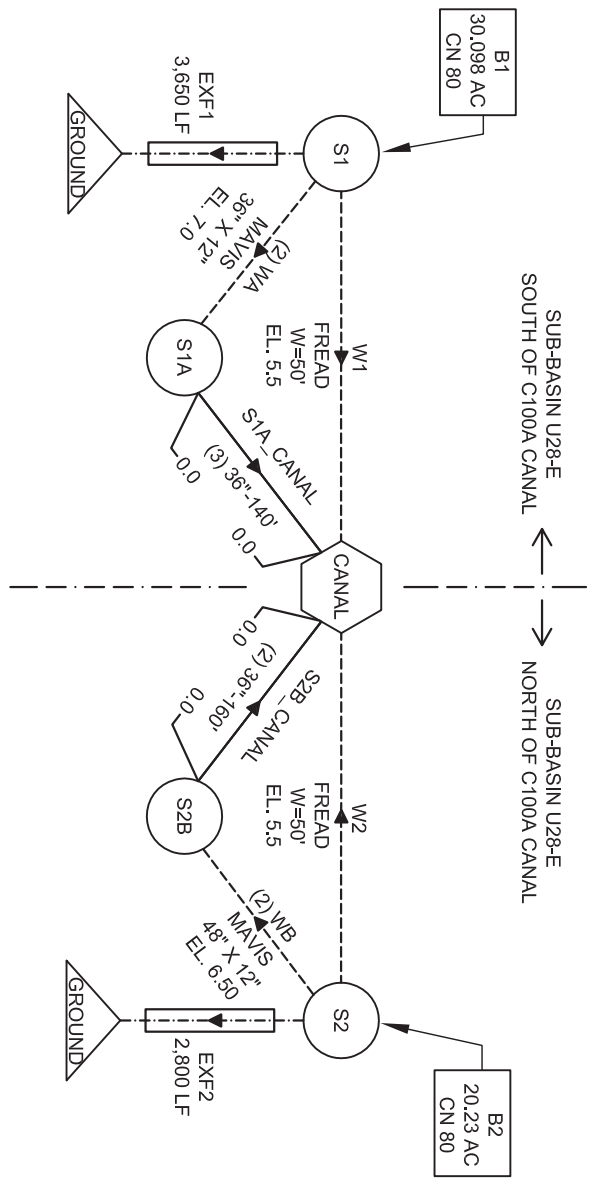 SUB-BASIN U28-E
SOUTH OF C100A CANAL
SUB-BASIN U28-E
NORTH OF C100A CANAL
B1
30.098 AC
CN 80
B2
20.23 AC
CN 80
S1
W1
FREAD
W=50'
EL. 5.5
CANAL
W2
FREAD
W=50'
EL. 5.5
S2
EXF1
3,650 LF
GROUND
(2) WA
MAVIS
36" X 12"
EL. 7.0
S1A
S1A_CANAL
(3) 36"-140'
0.0
0.0
S2B_CANAL
(2) 36"-160'
0.0
0.0
S2B
(2) WB
MAVIS
48" X 12"
EL. 6.50
EXF2
2,800 LF
GROUND